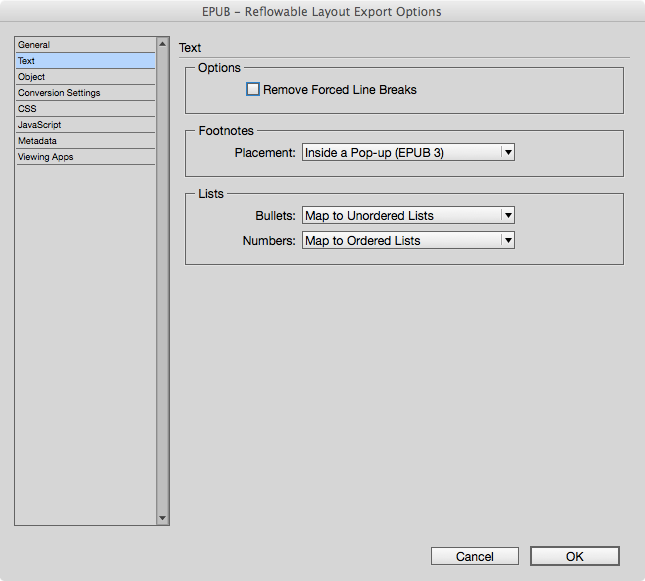 EPUB – Reflowable Layout Export Options
General
Text
Object
Conversion Settings
CSS
JavaScript
Metadata
Viewing Apps
Text
Options
Remove Forced Line Breaks
Footnotes
Placement: Inside a Pop-up (EPUB 3)
Lists
Bullets: Map to Unordered Lists
Numbers: Map to Ordered Lists
Cancel OK